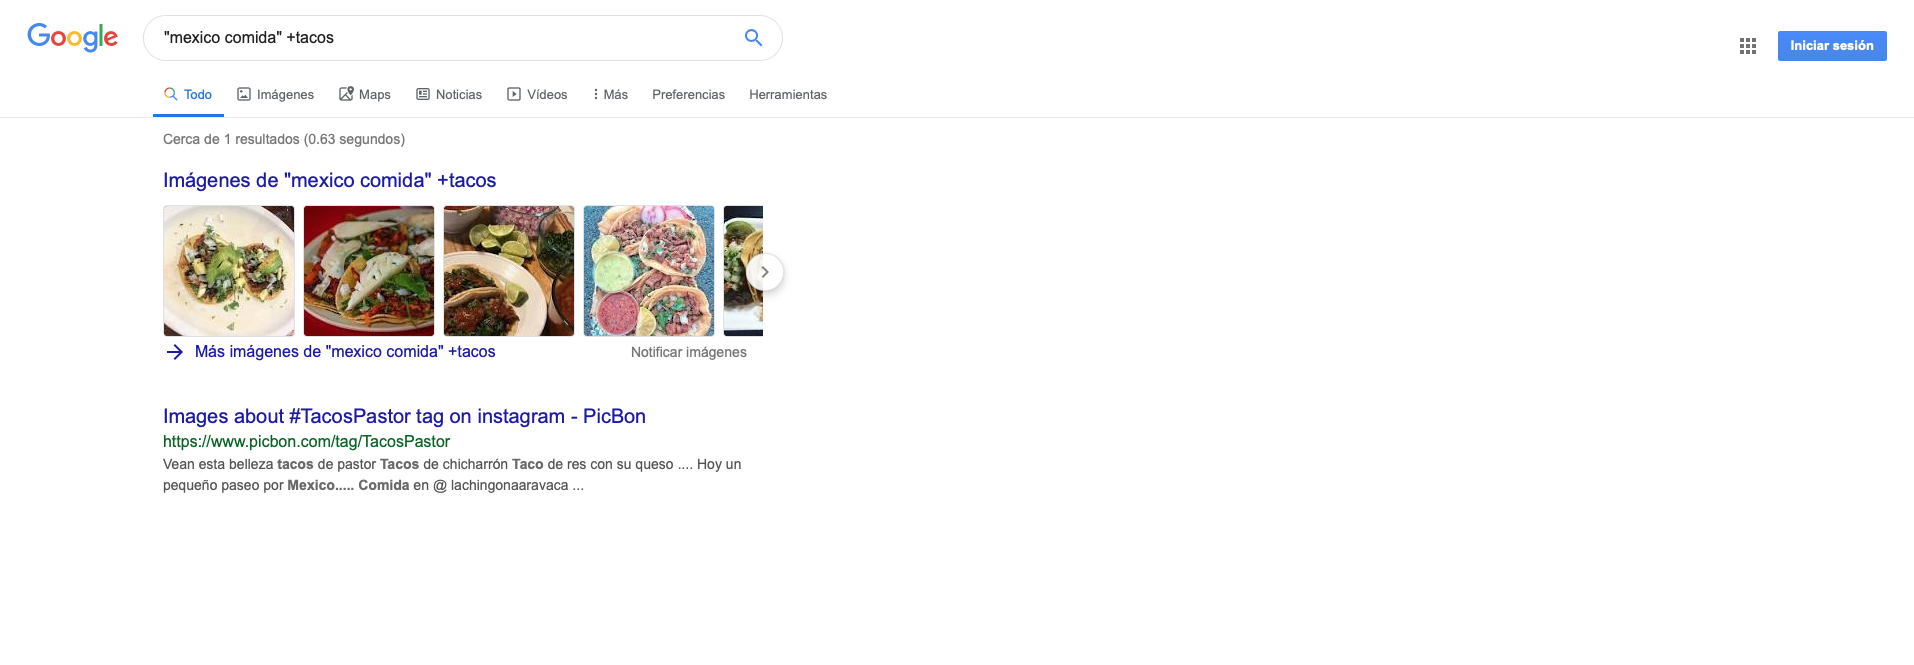 Google
"mexico comida" +tacos
Iniciar sesión
Todo Imágenes Maps Noticias Vídeos Más Preferencias Herramientas
Cerca de 1 resultados (0.63 segundos)
Imágenes de "mexico comida" +tacos
Más imágenes de "mexico comida" +tacos Notificar imágenes
Images about #TacosPastor tag on instagram - PicBon
https://www.picbon.com/tag/TacosPastor
Vean esta belleza tacos de pastor Tacos de chicharrón Taco de res con su queso .... Hoy un
pequeño paseo por Mexico..... Comida en @ lachingonaaravaca ...